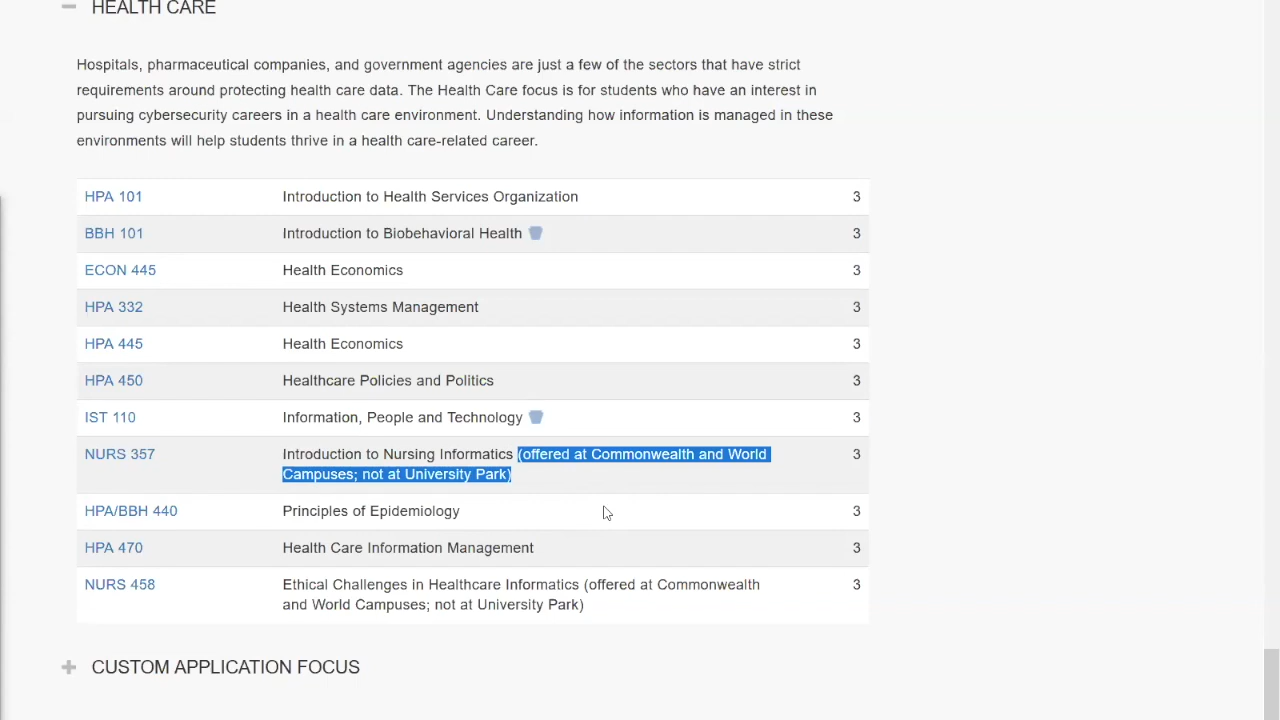 HEALTH CARE
Hospitals, pharmaceutical companies, and government agencies are just a few of the sectors that have strict
requirements around protecting health care data. The Health Care focus is for students who have an interest in
pursuing cybersecurity careers in a health care environment. Understanding how information is managed in these
environments will help students thrive in a health care-related career.
HPA 101 Introduction to Health Services Organization 3
BBH 101 Introduction to Biobehavioral Health 3
ECON 445 Health Economics 3
HPA 332 Health Systems Management 3
HPA 445 Health Economics 3
HPA 450 Healthcare Policies and Politics 3
IST 110 Information, People and Technology 3
NURS 357 Introduction to Nursing Informatics (offered at Commonwealth and World 3
Campuses; not at University Park)
HPA/BBH 440 Principles of Epidemiology 3
HPA 470 Health Care Information Management 3
NURS 458 Ethical Challenges in Healthcare Informatics (offered at Commonwealth 3
and World Campuses; not at University Park)
CUSTOM APPLICATION FOCUS